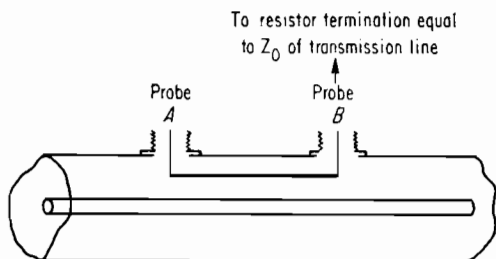 To resistor termination equal
to Z0 of transmission line
Probe
A
Probe
B